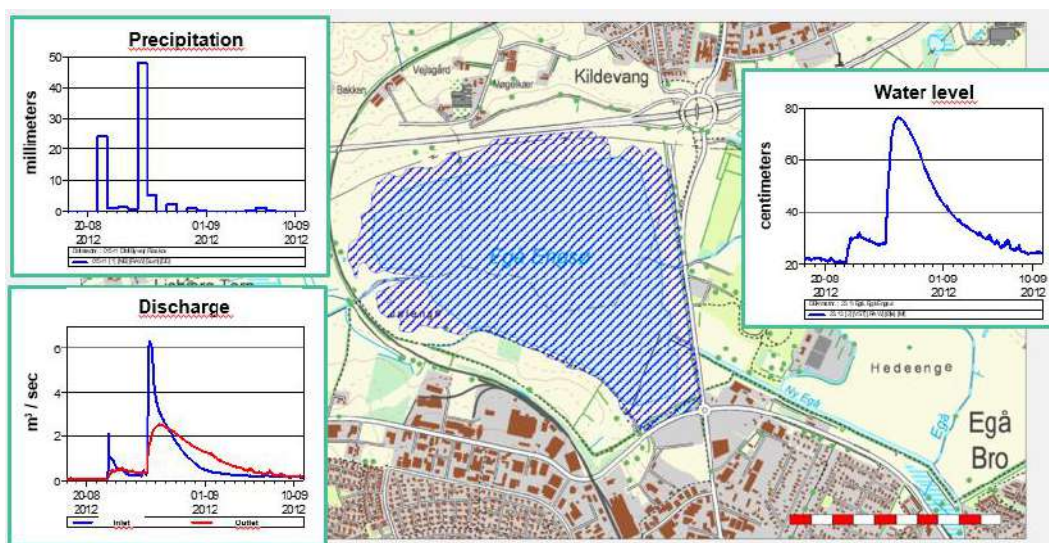 Precipitation
millimeters
50
40
30
20
10
0
20-08
2012
01-09
2012
10-09
2012
Discharge
m³ / sec
6
4
2
0
20-08
2012
01-09
2012
10-09
2012
Inlet
Outlet
Bakken
Vejlsgård
Møgelkær
Kildevang
Ny Egå
Hedeenge
Egå
Egå
Bro
Water level
centimeters
80
60
40
20
20-08
2012
01-09
2012
10-09
2012